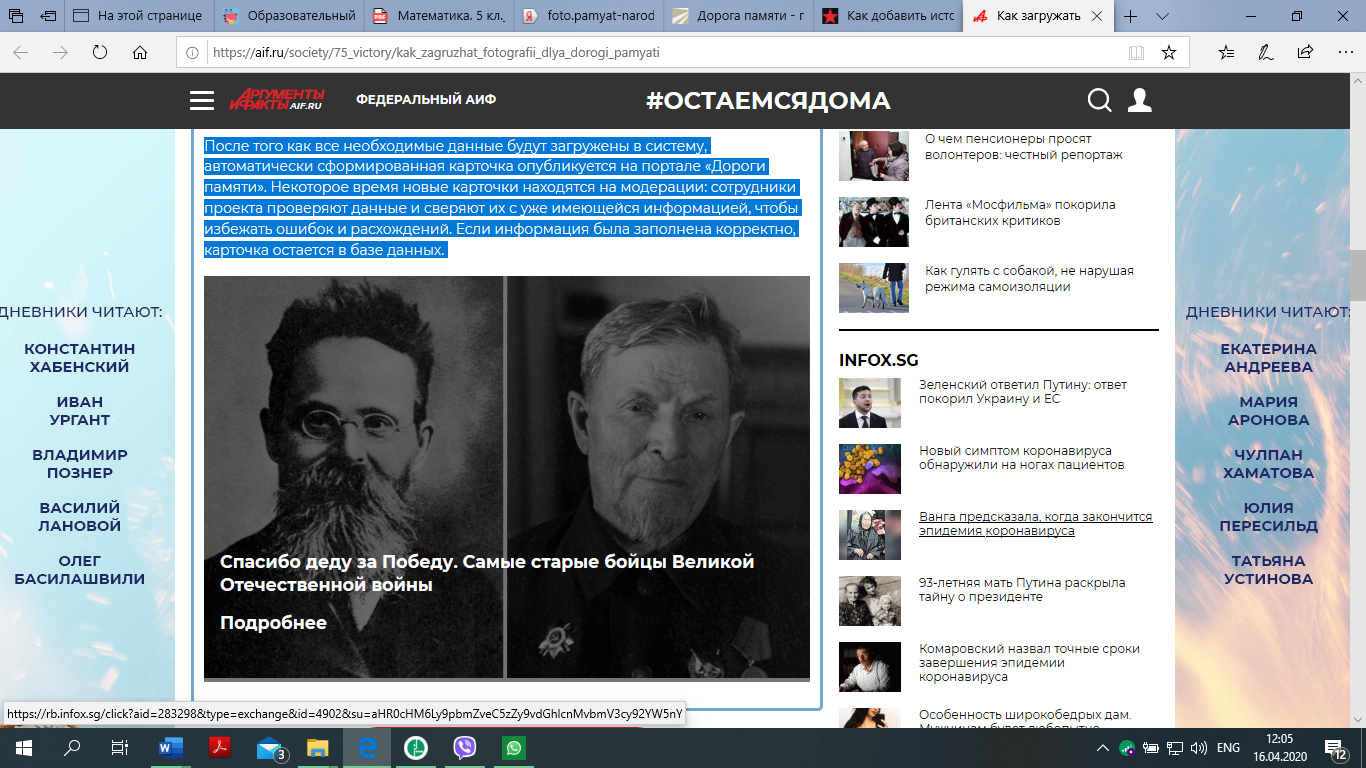 На этой странице
Образовательный
Математика. 5 кл.
foto.pamyat-narod
Дорога памяти - г
Как добавить исто
Как загружать
https://aif.ru/society/75_victory/kak_zagruzhat_fotografii_dlya_dorogi_pamyati
АРГУМЕНТЫ
И ФАКТЫ AIF.RU
ФЕДЕРАЛЬНЫЙ АИФ
#ОСТАЕМСЯДОМА
После того как все необходимые данные будут загружены в систему,
автоматически сформированная карточка опубликуется на портале «Дороги
памяти». Некоторое время новые карточки находятся на модерации: сотрудники
проекта проверяют данные и сверяют их с уже имеющейся информацией, чтобы
избежать ошибок и расхождений. Если информация была заполнена корректно,
карточка остается в базе данных.
Спасибо деду за Победу. Самые старые бойцы Великой
Отечественной войны
Подробнее
ДНЕВНИКИ ЧИТАЮТ:
КОНСТАНТИН
ХАБЕНСКИЙ
ИВАН
УРГАНТ
ВЛАДИМИР
ПОЗНЕР
ВАСИЛИЙ
ЛАНОВОЙ
ОЛЕГ
БАСИЛАШВИЛИ
О чем пенсионеры просят
волонтеров: честный репортаж
Лента «Мосфильма» покорила
британских критиков
Как гулять с собакой, не нарушая
режима самоизоляции
INFOX.SG
Зеленский ответил Путину: ответ
покорил Украину и ЕС
Новый симптом коронавируса
обнаружили на ногах пациентов
Ванга предсказала, когда закончится
эпидемия коронавируса
93-летняя мать Путина раскрыла
тайну о президенте
Комаровский назвал точные сроки
завершения эпидемии
коронавируса
Особенность широкобедрых дам.
ДНЕВНИКИ ЧИТАЮТ:
ЕКАТЕРИНА
АНДРЕЕВА
МАРИЯ
АРОНОВА
ЧУЛПАН
ХАМАТОВА
ЮЛИЯ
ПЕРЕСИЛЬД
ТАТЬЯНА
УСТИНОВА
https://rb.infox.sg/click?aid=283298&type=exchange&id=4902&su=aHR0cHM6Ly9pbmZveC5zZy9vdGhlcnMvbmV3cy92YW5nY
3
ENG
12:05
16.04.2020
12